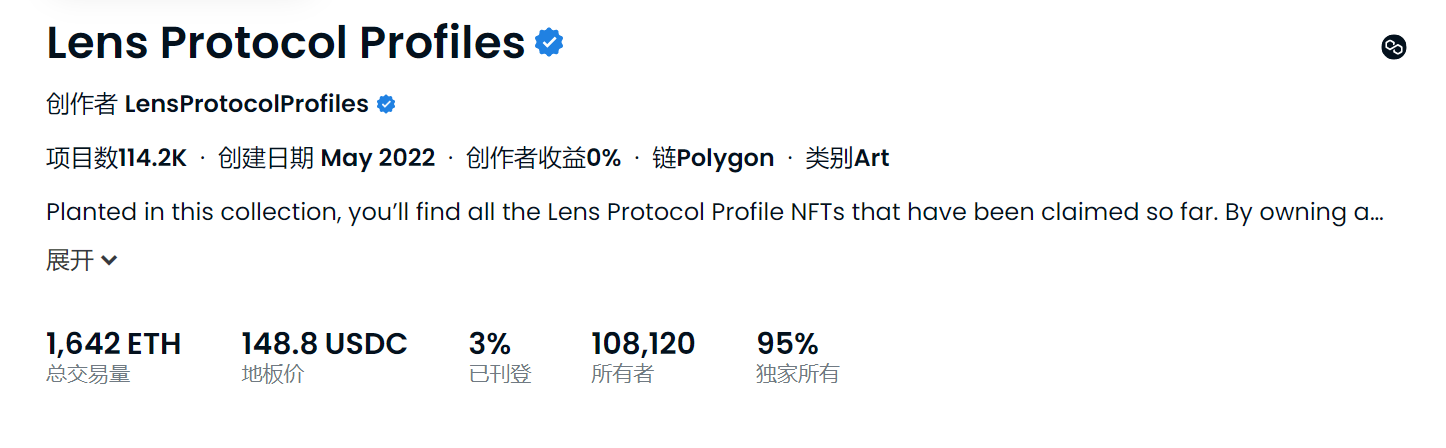 Lens Protocol Profiles
创作者 LensProtocolProfiles
项目数114.2K · 创建日期 May 2022 · 创作者收益0% · 链Polygon · 类别Art
Planted in this collection, you’ll find all the Lens Protocol Profile NFTs that have been claimed so far. By owning a...
展开
1,642 ETH 148.8 USDC 3% 108,120 95%
总交易量 地板价 已刊登 所有者 独家所有